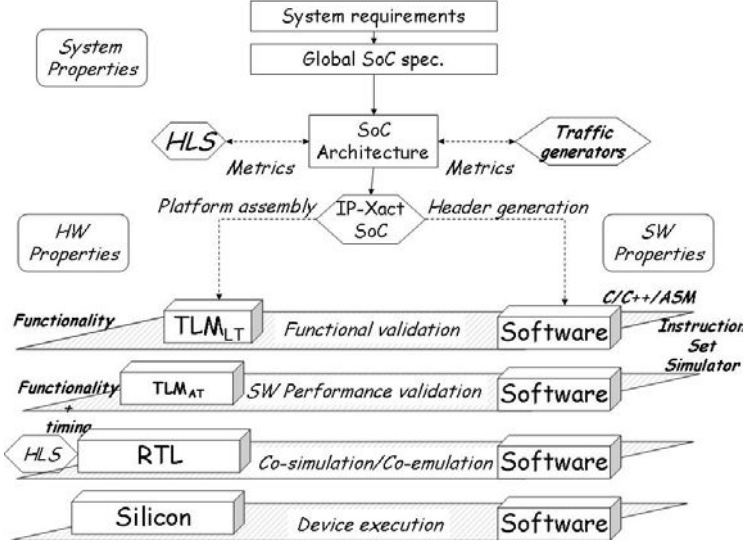 System requirements
System
Properties
Global SoC spec.
HLS
SoC
Architecture
Traffic
generators
Metrics
Metrics
Platform assembly
IP-Xact
SoC
Header generation
HW
Properties
SW
Properties
C/C++/ASM
Functionality
TLMLT
Functional validation
Software
Instruction
Set
Simulator
Functionality
+
timing
TLMAT
SW Performance validation
Software
HLS
RTL
Co-simulation/Co-emulation
Software
Silicon
Device execution
Software